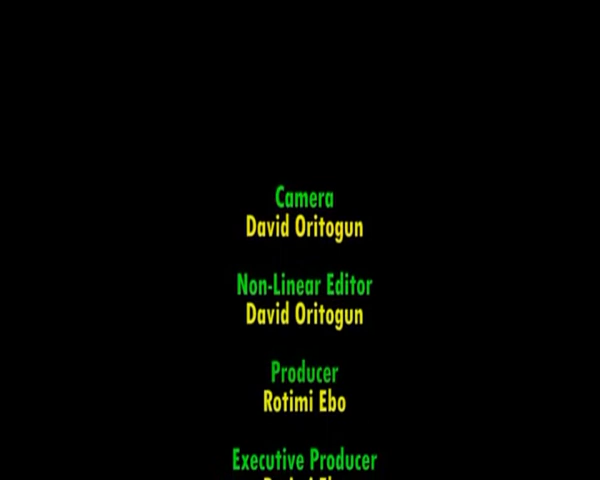 Camera
David Oritogun
Non-Linear Editor
David Oritogun
Producer
Rotimi Ebo
Executive Producer